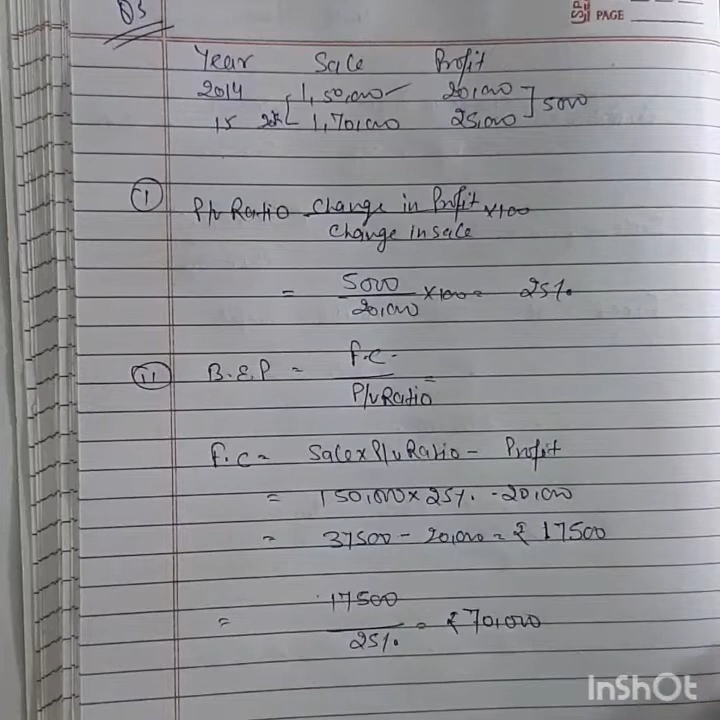 Q3
PAGE
Year Sale Profit
2014 1,50,000 20,000
15 1,70,000 25,000 5000
(i) P/v Ratio Change in Profit ×100
Change in sale
= 5000 ×100 = 25%
20,000
(ii) B.E.P = F.C.
P/v Ratio
F.C = Sale × P/v Ratio - Profit
= 150,000 × 25% - 20,000
= 37500 - 20,000 = ₹ 17500
= 17500 = ₹ 70,000
25%
InShOt